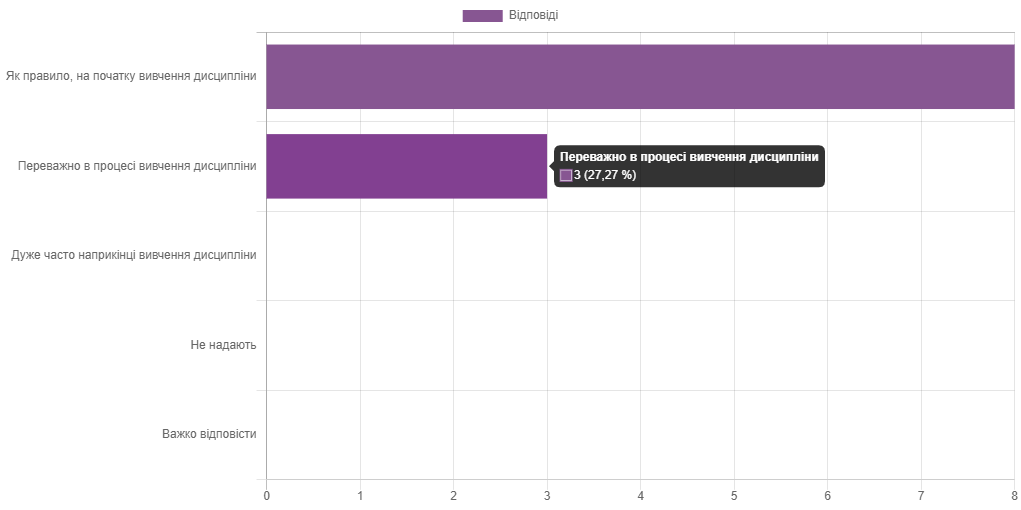 Відповіді
Як правило, на початку вивчення дисципліни
Переважно в процесі вивчення дисципліни
Переважно в процесі вивчення дисципліни
3 (27,27 %)
Дуже часто наприкінці вивчення дисципліни
Не надають
Важко відповісти
0 1 2 3 4 5 6 7 8